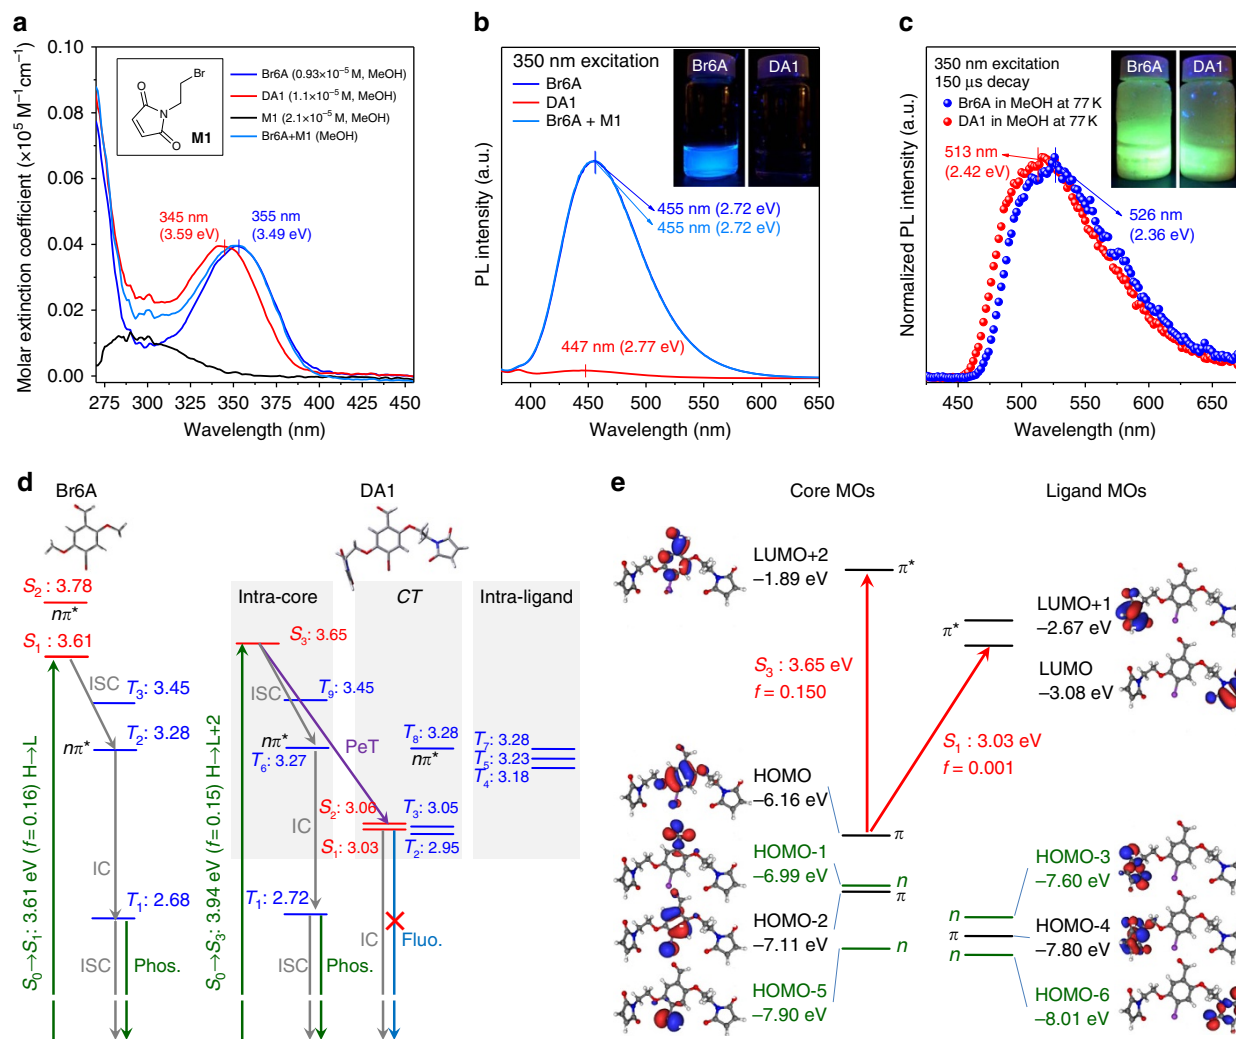 a
Molar extinction coefficient (×10⁵ M⁻¹ cm⁻¹)
0.10
0.08
0.06
0.04
0.02
0.00
275 300 325 350 375 400 425 450
Wavelength (nm)
Br
O
N
O
M1
Br6A (0.93×10⁻⁵ M, MeOH)
DA1 (1.1×10⁻⁵ M, MeOH)
M1 (2.1×10⁻⁵ M, MeOH)
Br6A+M1 (MeOH)
345 nm
(3.59 eV)
355 nm
(3.49 eV)
b
PL intensity (a.u.)
350 nm excitation
Br6A
DA1
Br6A + M1
Br6A
DA1
455 nm (2.72 eV)
455 nm (2.72 eV)
447 nm (2.77 eV)
400 450 500 550 600 650
Wavelength (nm)
c
Normalized PL intensity (a.u.)
350 nm excitation
150 μs decay
Br6A in MeOH at 77 K
DA1 in MeOH at 77 K
Br6A
DA1
513 nm
(2.42 eV)
526 nm
(2.36 eV)
450 500 550 600 650
Wavelength (nm)
d
Br6A
DA1
S₂ : 3.78
nπ*
S₁ : 3.61
ISC
T₃: 3.45
T₂: 3.28
nπ*
IC
T₁: 2.68
ISC
Phos.
S₀→S₁: 3.61 eV (f = 0.16) H→L
Intra-core
CT
Intra-ligand
S₃: 3.65
ISC
T₉: 3.45
PeT
nπ*
T₆: 3.27
T₈: 3.28
nπ*
T₇: 3.28
T₅: 3.23
T₄: 3.18
S₂: 3.06
S₁: 3.03
T₃: 3.05
T₂: 2.95
IC
T₁: 2.72
IC
Fluo.
ISC
Phos.
S₀→S₃: 3.94 eV (f = 0.15) H→L+2
e
Core MOs
Ligand MOs
LUMO+2
−1.89 eV
π*
LUMO+1
−2.67 eV
π*
LUMO
−3.08 eV
S₃ : 3.65 eV
f = 0.150
S₁ : 3.03 eV
f = 0.001
HOMO
−6.16 eV
π
HOMO-1
−6.99 eV
n
π
HOMO-2
−7.11 eV
n
HOMO-5
−7.90 eV
HOMO-3
−7.60 eV
n
π
HOMO-4
−7.80 eV
n
HOMO-6
−8.01 eV